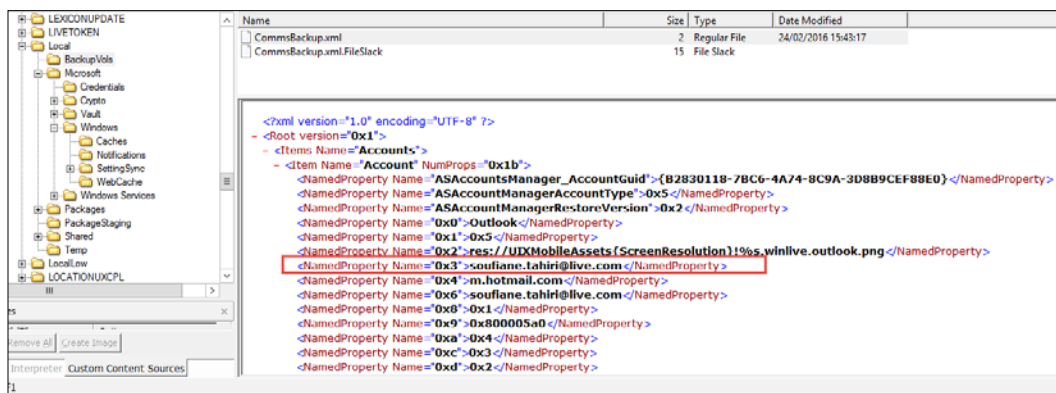 LEXICONUPDATE
LIVETOKEN
Local
BackupVols
Microsoft
Credentials
Crypto
Vault
Windows
Caches
Notifications
SettingSync
WebCache
Windows Services
Packages
PackageStaging
Shared
Temp
LocalLow
LOCATIONUXCPL
es
Remove All Create Image
Interpreter Custom Content Sources
Name Size Type Date Modified
CommsBackup.xml 2 Regular File 24/02/2016 15:43:17
CommsBackup.xml.FileSlack 15 File Slack
<?xml version="1.0" encoding="UTF-8" ?>
- <Root version="0x1">
- <Items Name="Accounts">
- <Item Name="Account" NumProps="0x1b">
<NamedProperty Name="ASAccountsManager_AccountGuid">{B2830118-7BC6-4A74-8C9A-3D8B9CEF88E0}</NamedProperty>
<NamedProperty Name="ASAccountManagerAccountType">0x5</NamedProperty>
<NamedProperty Name="ASAccountManagerRestoreVersion">0x2</NamedProperty>
<NamedProperty Name="0x0">Outlook</NamedProperty>
<NamedProperty Name="0x1">0x5</NamedProperty>
<NamedProperty Name="0x2">res://UIXMobileAssets{ScreenResolution}!%s.winlive.outlook.png</NamedProperty>
<NamedProperty Name="0x3">soufiane.tahiri@live.com</NamedProperty>
<NamedProperty Name="0x4">m.hotmail.com</NamedProperty>
<NamedProperty Name="0x6">soufiane.tahiri@live.com</NamedProperty>
<NamedProperty Name="0x8">0x1</NamedProperty>
<NamedProperty Name="0x9">0x800005a0</NamedProperty>
<NamedProperty Name="0xa">0x4</NamedProperty>
<NamedProperty Name="0xc">0x3</NamedProperty>
<NamedProperty Name="0xd">0x2</NamedProperty>